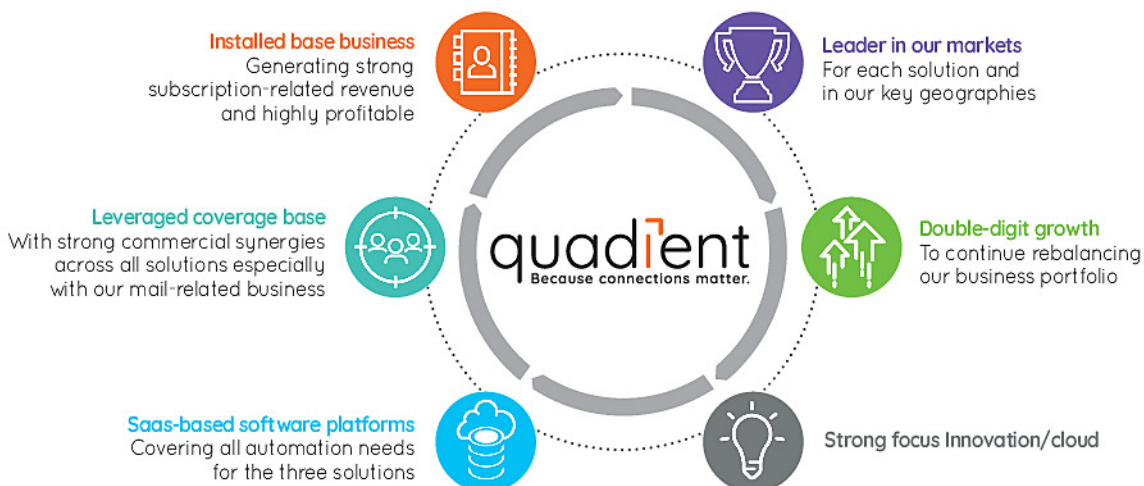 Installed base business
Generating strong
subscription-related revenue
and highly profitable
Leader in our markets
For each solution and
in our key geographies
Leveraged coverage base
With strong commercial synergies
across all solutions especially
with our mail-related business
quadient
Because connections matter.
Double-digit growth
To continue rebalancing
our business portfolio
Saas-based software platforms
Covering all automation needs
for the three solutions
Strong focus Innovation/cloud